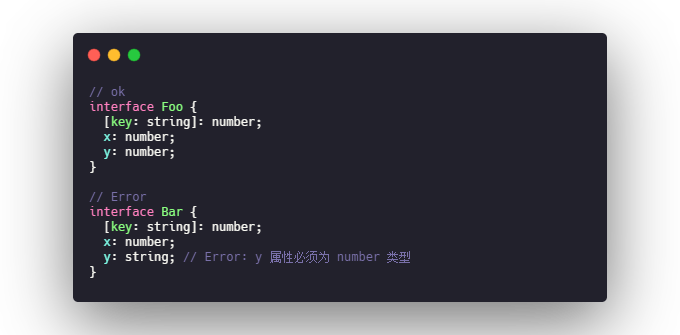 // ok
interface Foo {
  [key: string]: number;
  x: number;
  y: number;
}

// Error
interface Bar {
  [key: string]: number;
  x: number;
  y: string; // Error: y 属性必须为 number 类型
}